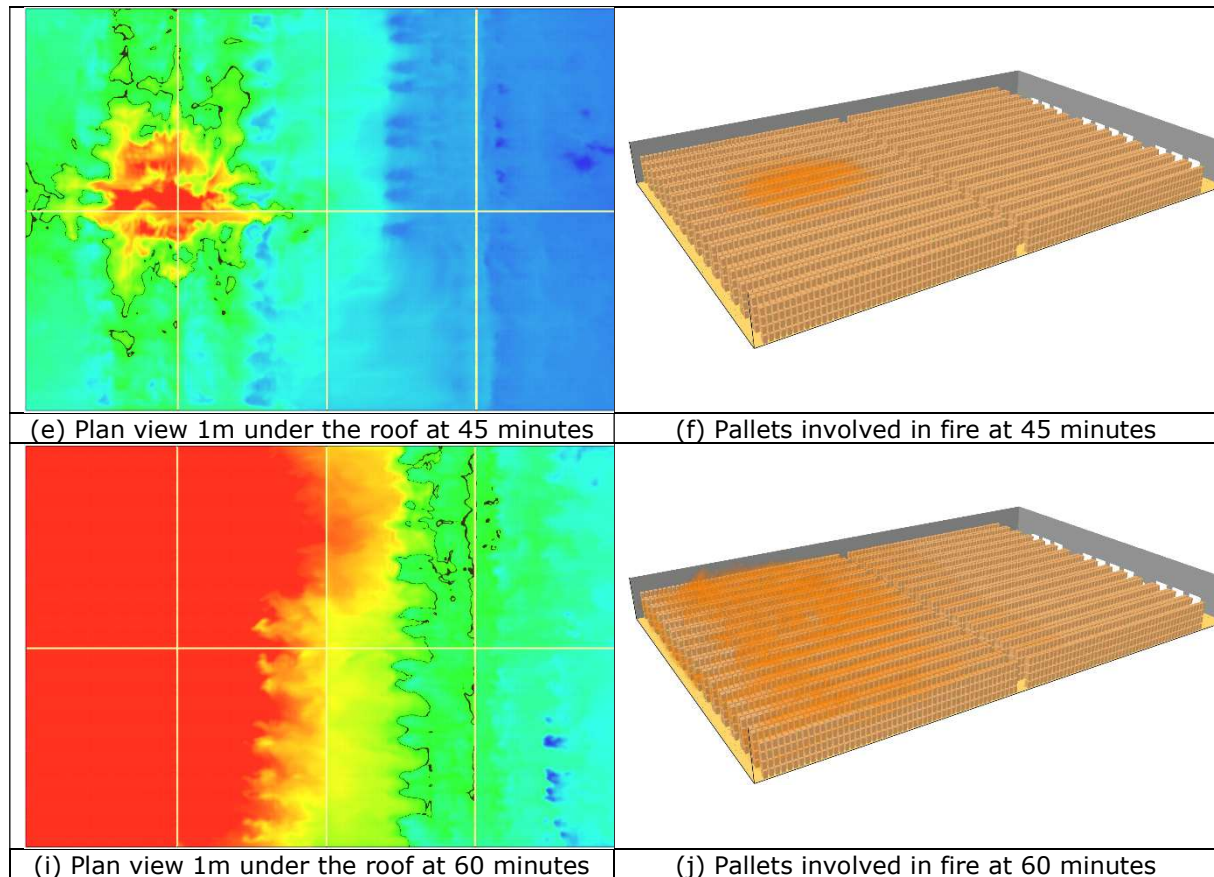 (e) Plan view 1m under the roof at 45 minutes
(f) Pallets involved in fire at 45 minutes
(i) Plan view 1m under the roof at 60 minutes
(j) Pallets involved in fire at 60 minutes